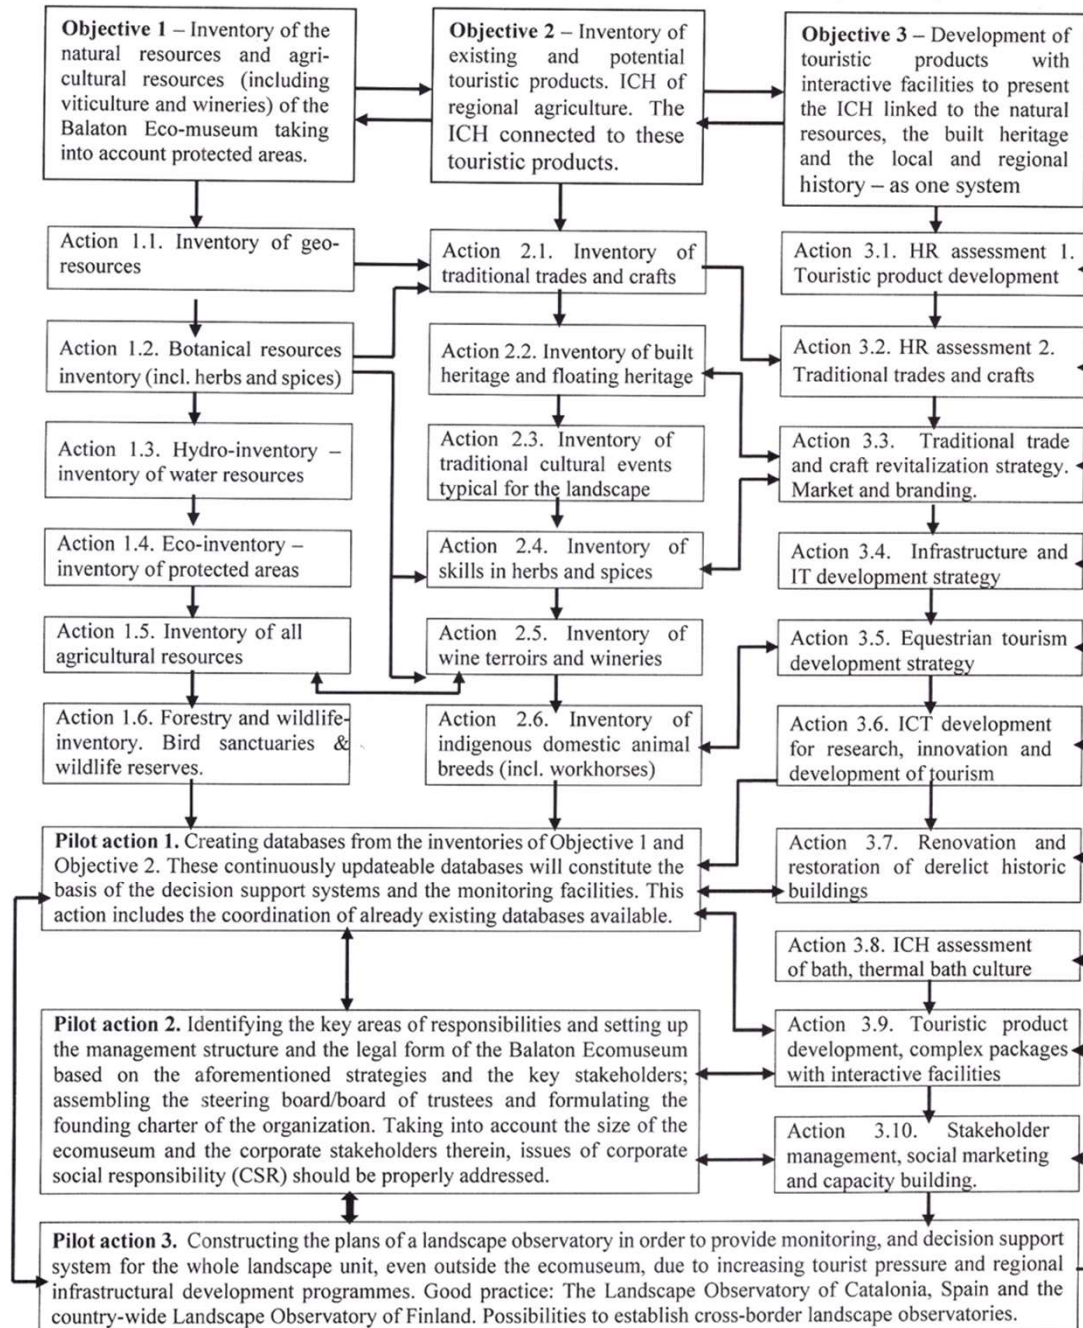 Objective 1 – Inventory of the
natural resources and agri-
cultural resources (including
viticulture and wineries) of the
Balaton Eco-museum taking
into account protected areas.
Objective 2 – Inventory of
existing and potential
touristic products. ICH of
regional agriculture. The
ICH connected to these
touristic products.
Objective 3 – Development of
touristic products with
interactive facilities to present
the ICH linked to the natural
resources, the built heritage
and the local and regional
history – as one system
Action 1.1. Inventory of geo-
resources
Action 1.2. Botanical resources
inventory (incl. herbs and spices)
Action 1.3. Hydro-inventory –
inventory of water resources
Action 1.4. Eco-inventory –
inventory of protected areas
Action 1.5. Inventory of all
agricultural resources
Action 1.6. Forestry and wildlife-
inventory. Bird sanctuaries &
wildlife reserves.
Action 2.1. Inventory of
traditional trades and crafts
Action 2.2. Inventory of built
heritage and floating heritage
Action 2.3. Inventory of
traditional cultural events
typical for the landscape
Action 2.4. Inventory of
skills in herbs and spices
Action 2.5. Inventory of
wine terroirs and wineries
Action 2.6. Inventory of
indigenous domestic animal
breeds (incl. workhorses)
Action 3.1. HR assessment 1.
Touristic product development
Action 3.2. HR assessment 2.
Traditional trades and crafts
Action 3.3. Traditional trade
and craft revitalization strategy.
Market and branding.
Action 3.4. Infrastructure and
IT development strategy
Action 3.5. Equestrian tourism
development strategy
Action 3.6. ICT development
for research, innovation and
development of tourism
Action 3.7. Renovation and
restoration of derelict historic
buildings
Action 3.8. ICH assessment
of bath, thermal bath culture
Action 3.9. Touristic product
development, complex packages
with interactive facilities
Action 3.10. Stakeholder
management, social marketing
and capacity building.
Pilot action 1. Creating databases from the inventories of Objective 1 and
Objective 2. These continuously updateable databases will constitute the
basis of the decision support systems and the monitoring facilities. This
action includes the coordination of already existing databases available.
Pilot action 2. Identifying the key areas of responsibilities and setting up
the management structure and the legal form of the Balaton Ecomuseum
based on the aforementioned strategies and the key stakeholders;
assembling the steering board/board of trustees and formulating the
founding charter of the organization. Taking into account the size of the
ecomuseum and the corporate stakeholders therein, issues of corporate
social responsibility (CSR) should be properly addressed.
Pilot action 3. Constructing the plans of a landscape observatory in order to provide monitoring, and decision support
system for the whole landscape unit, even outside the ecomuseum, due to increasing tourist pressure and regional
infrastructural development programmes. Good practice: The Landscape Observatory of Catalonia, Spain and the
country-wide Landscape Observatory of Finland. Possibilities to establish cross-border landscape observatories.